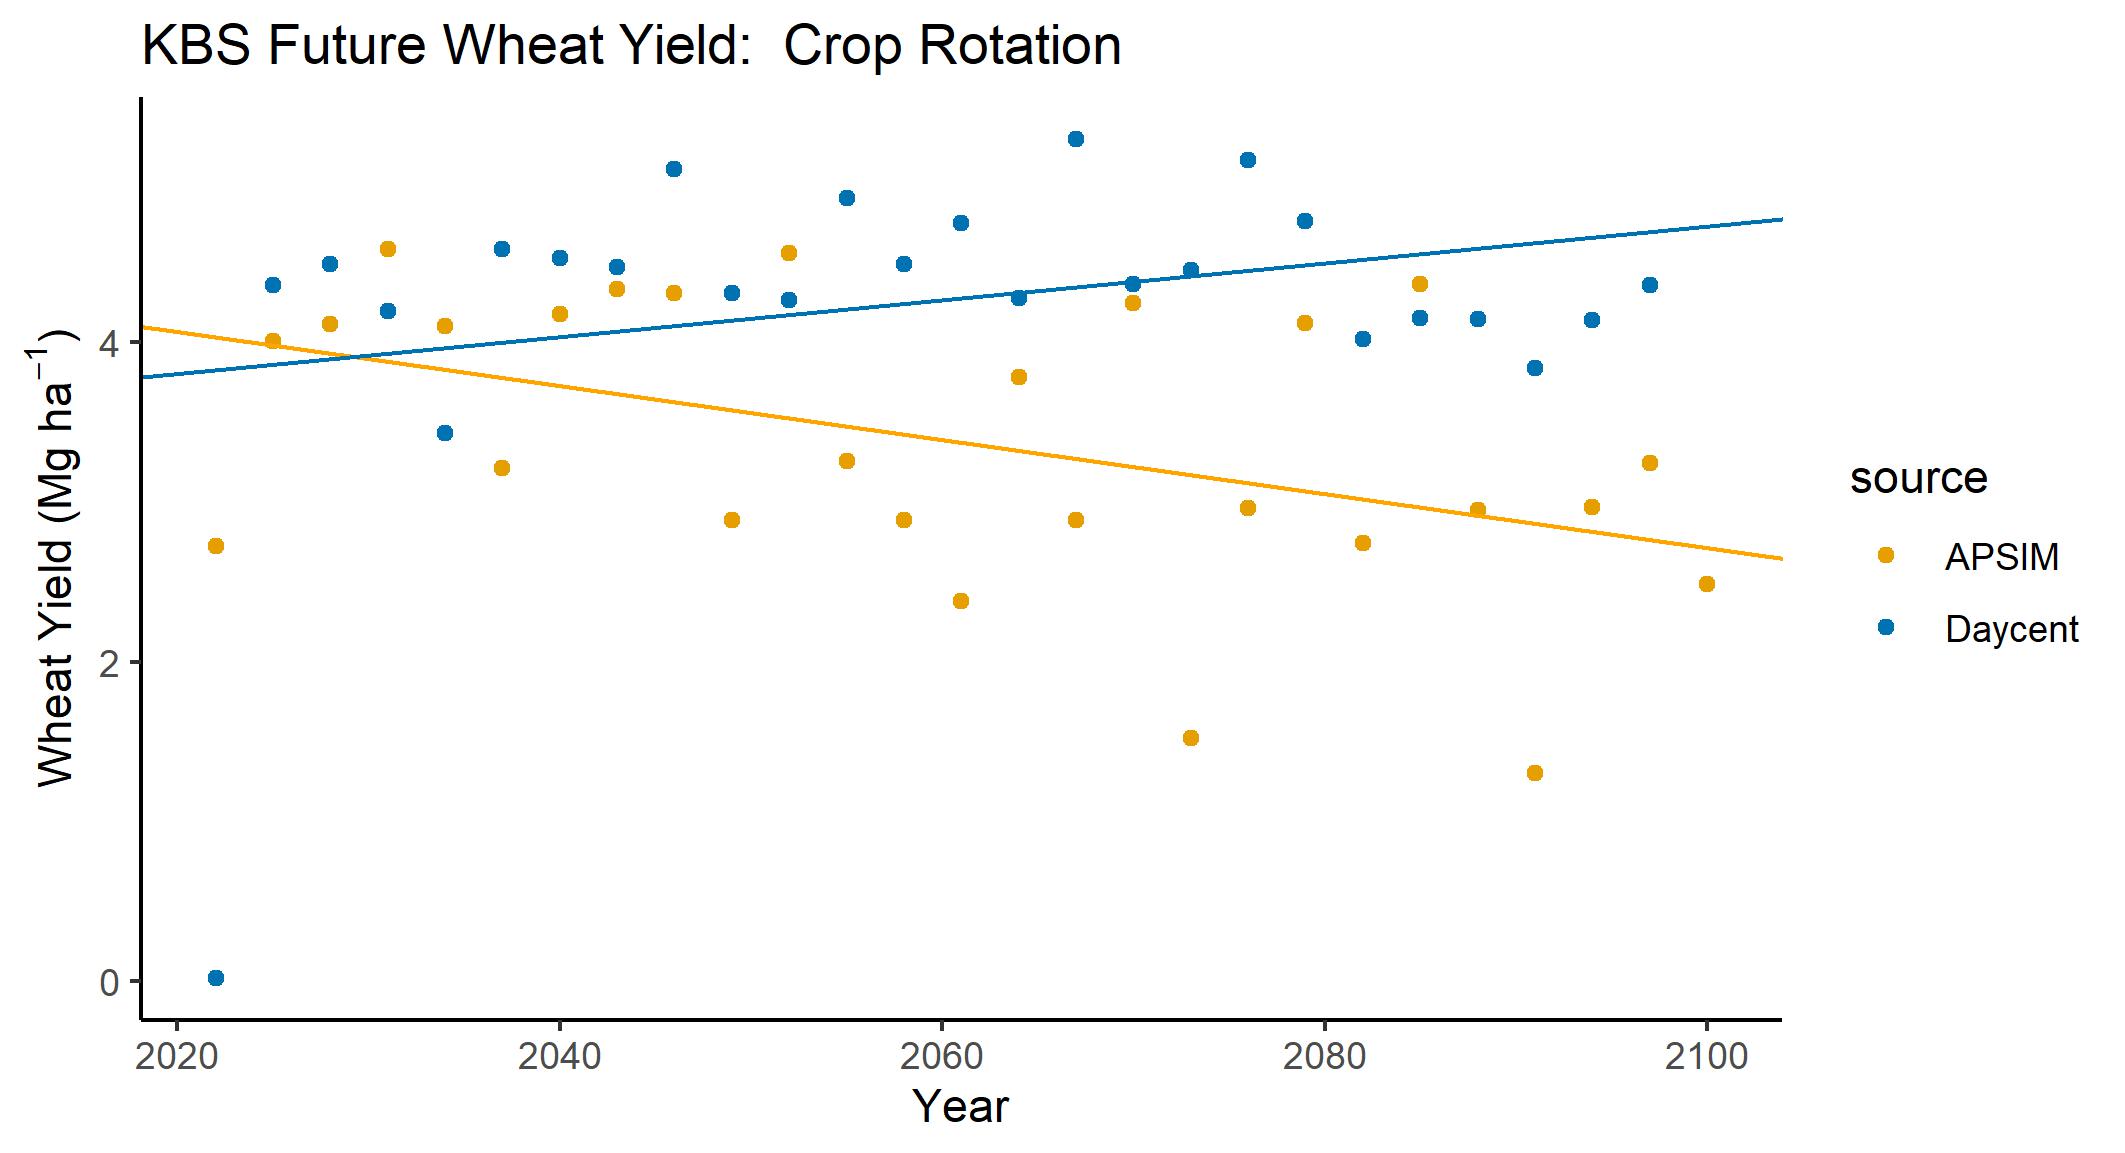 KBS Future Wheat Yield:  Crop Rotation
Wheat Yield (Mg ha⁻¹)
4
2
0
2020 2040 2060 2080 2100
Year
source
APSIM
Daycent